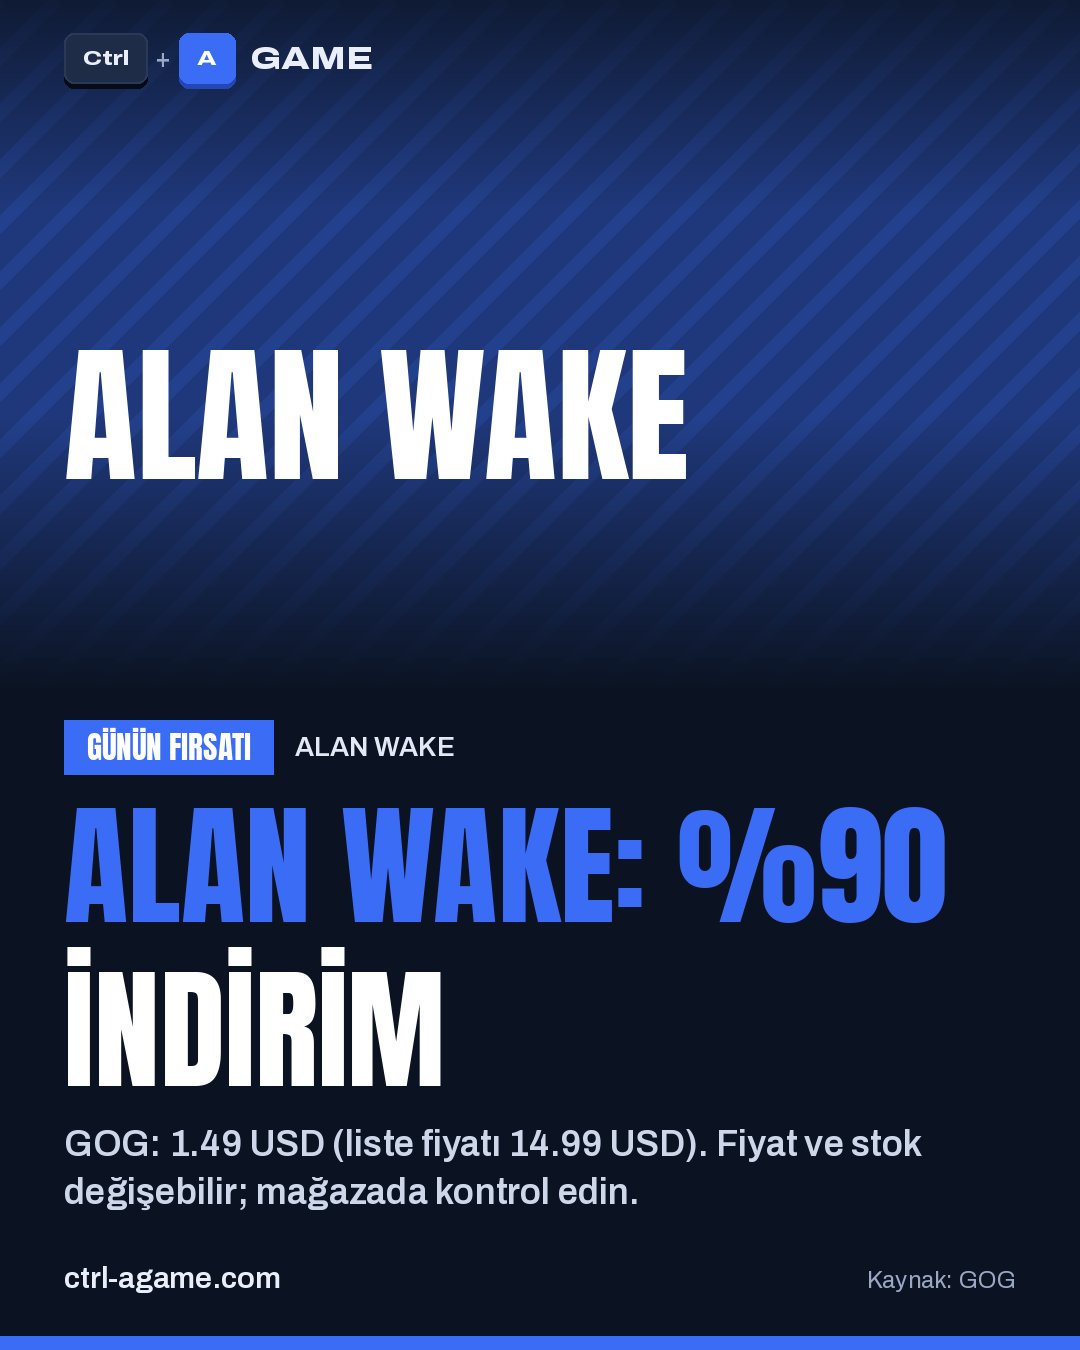 Ctrl + A GAME
ALAN WAKE
GÜNÜN FIRSATI ALAN WAKE
ALAN WAKE: %90
İNDİRİM
GOG: 1.49 USD (liste fiyatı 14.99 USD). Fiyat ve stok
değişebilir; mağazada kontrol edin.
ctrl-agame.com Kaynak: GOG